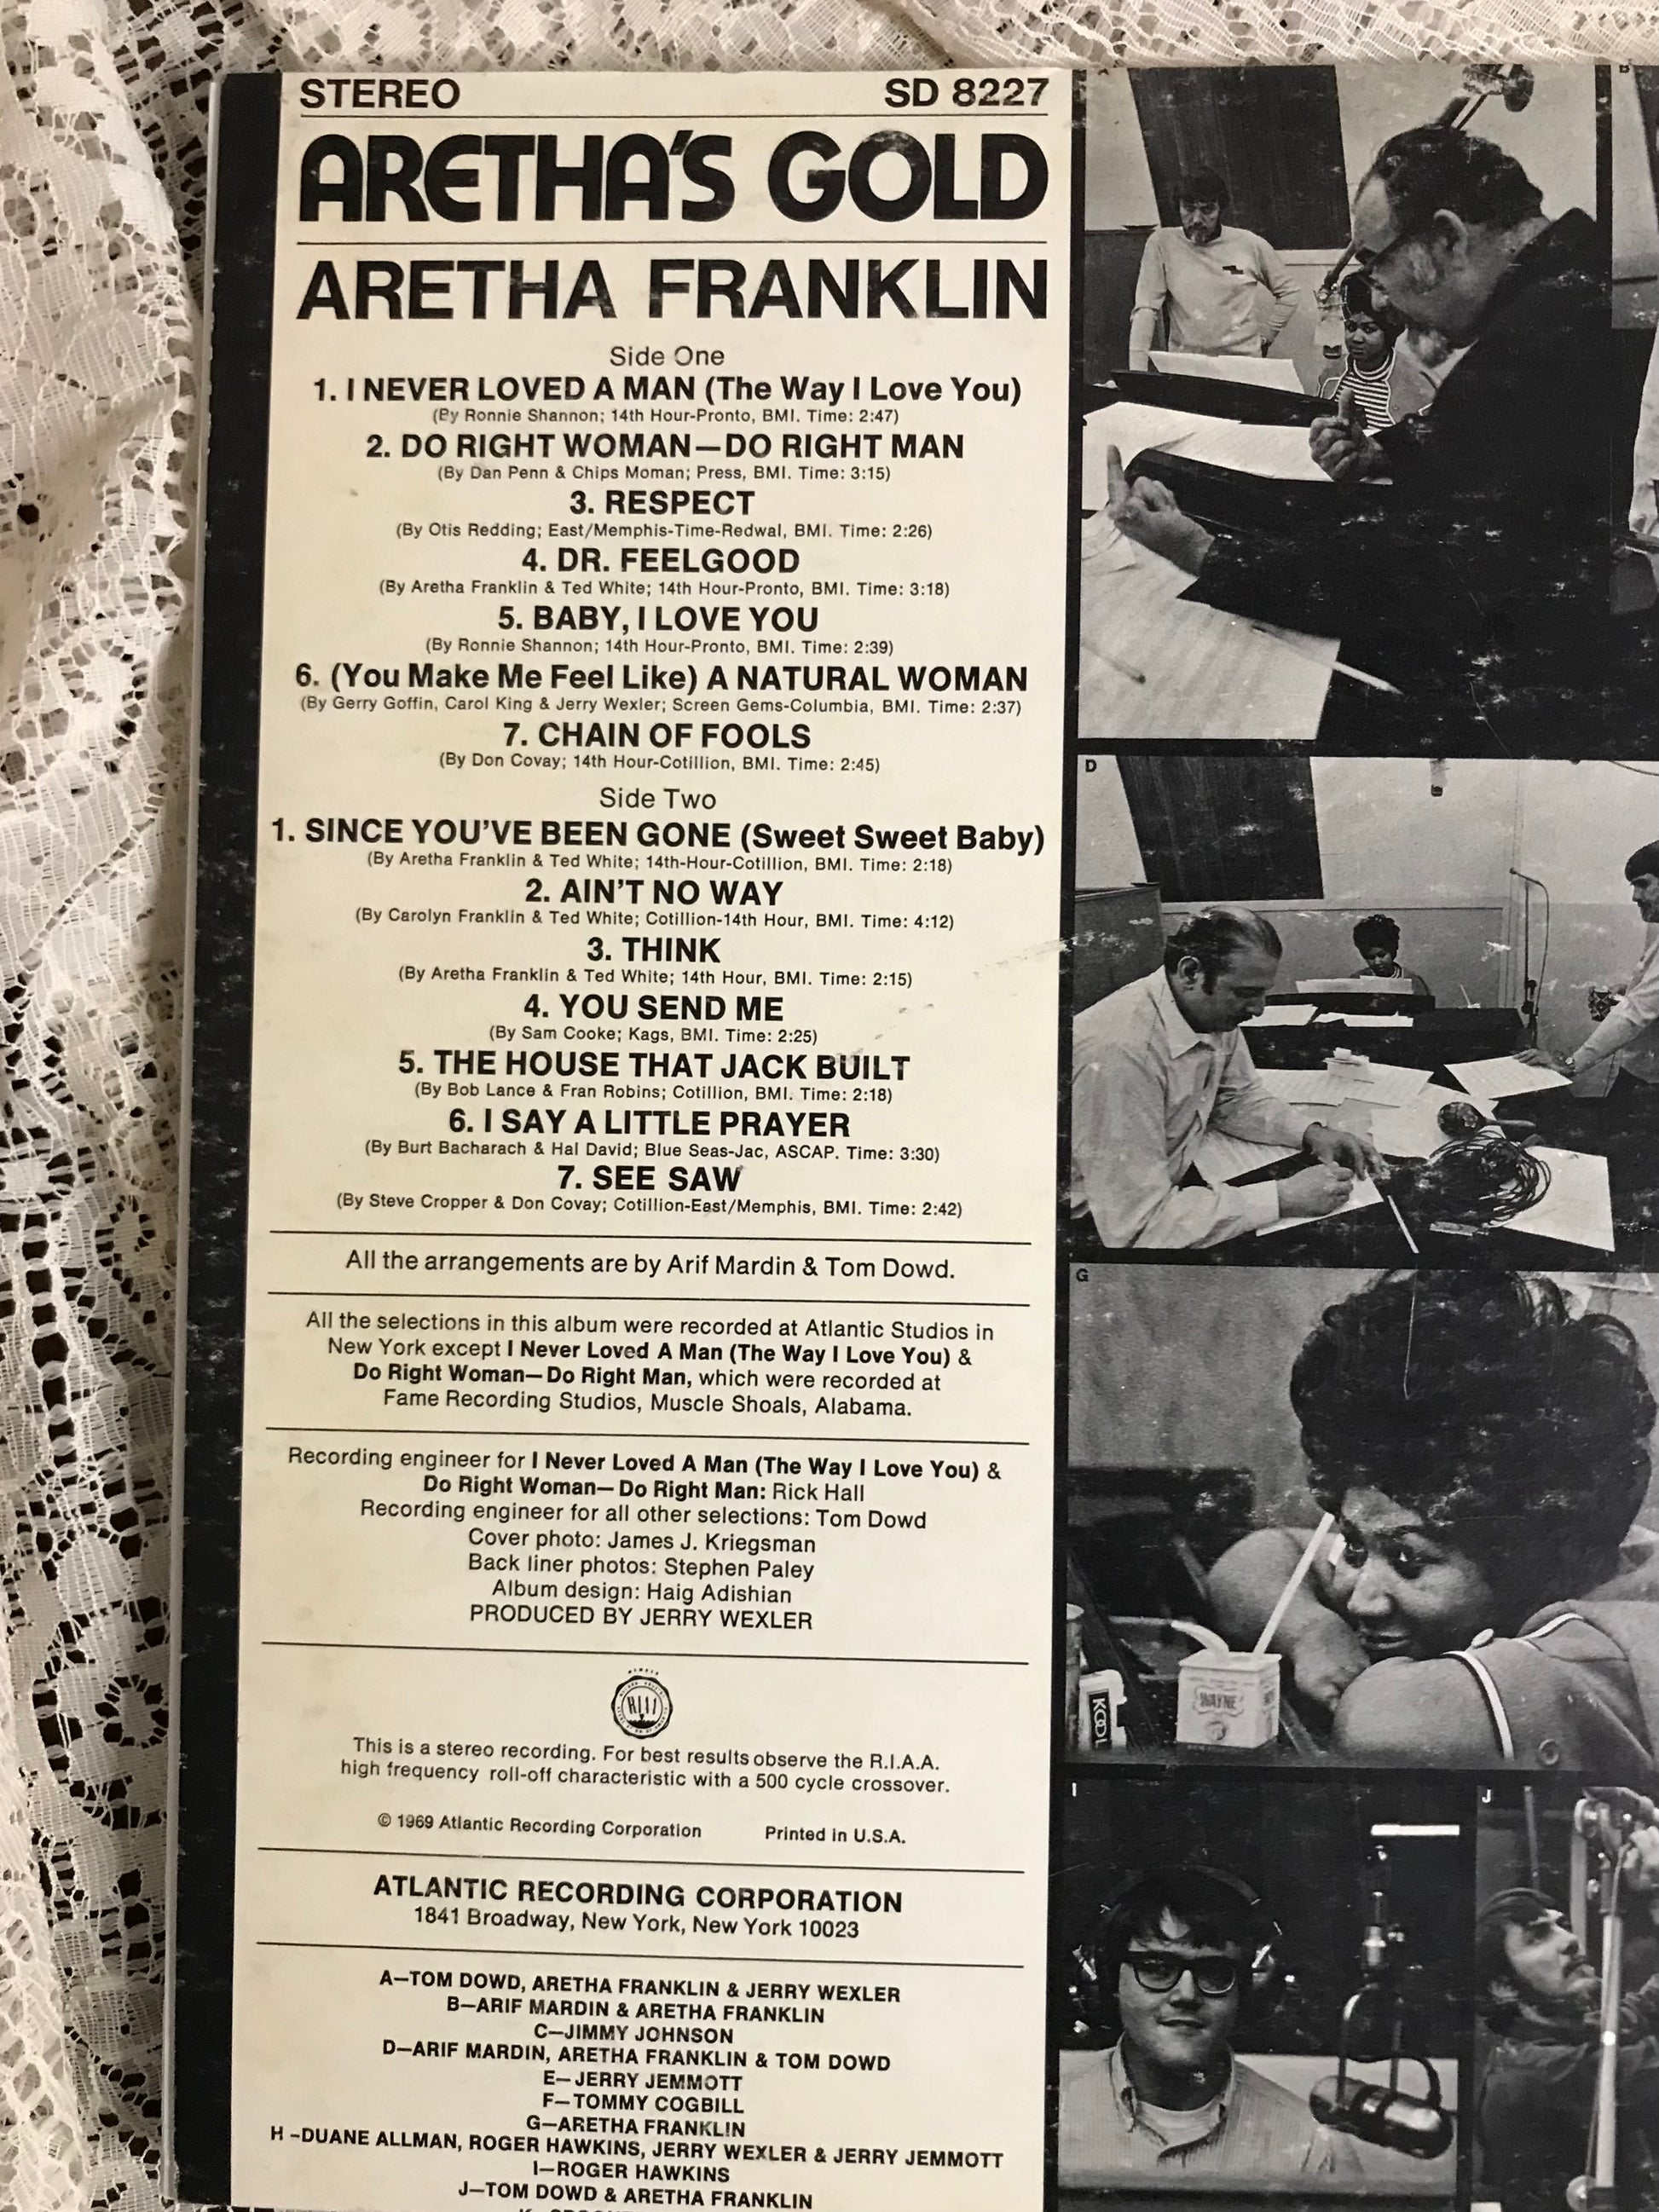 STEREO SD 8227
ARETHA'S GOLD
ARETHA FRANKLIN
Side One
1. I NEVER LOVED A MAN (The Way I Love You)
(By Ronnie Shannon; 14th Hour-Pronto, BMI. Time: 2:47)
2. DO RIGHT WOMAN—DO RIGHT MAN
(By Dan Penn & Chips Moman; Press, BMI. Time: 3:15)
3. RESPECT
(By Otis Redding; East/Memphis-Time-Redwal, BMI. Time: 2:26)
4. DR. FEELGOOD
(By Aretha Franklin & Ted White; 14th Hour-Pronto, BMI. Time: 3:18)
5. BABY, I LOVE YOU
(By Ronnie Shannon; 14th Hour-Pronto, BMI. Time: 2:39)
6. (You Make Me Feel Like) A NATURAL WOMAN
(By Gerry Goffin, Carol King & Jerry Wexler; Screen Gems-Columbia, BMI. Time: 2:37)
7. CHAIN OF FOOLS
(By Don Covay; 14th Hour-Cotillion, BMI. Time: 2:45)
Side Two
1. SINCE YOU'VE BEEN GONE (Sweet Sweet Baby)
(By Aretha Franklin & Ted White; 14th-Hour-Cotillion, BMI. Time: 2:18)
2. AIN'T NO WAY
(By Carolyn Franklin & Ted White; Cotillion-14th Hour, BMI. Time: 4:12)
3. THINK
(By Aretha Franklin & Ted White; 14th Hour, BMI. Time: 2:15)
4. YOU SEND ME
(By Sam Cooke; Kags, BMI. Time: 2:25)
5. THE HOUSE THAT JACK BUILT
(By Bob Lance & Fran Robins; Cotillion, BMI. Time: 2:18)
6. I SAY A LITTLE PRAYER
(By Burt Bacharach & Hal David; Blue Seas-Jac, ASCAP. Time: 3:30)
7. SEE SAW
(By Steve Cropper & Don Covay; Cotillion-East/Memphis, BMI. Time: 2:42)
All the arrangements are by Arif Mardin & Tom Dowd.
All the selections in this album were recorded at Atlantic Studios in
New York except I Never Loved A Man (The Way I Love You) &
Do Right Woman—Do Right Man, which were recorded at
Fame Recording Studios, Muscle Shoals, Alabama.
Recording engineer for I Never Loved A Man (The Way I Love You) &
Do Right Woman—Do Right Man: Rick Hall
Recording engineer for all other selections: Tom Dowd
Cover photo: James J. Kriegsman
Back liner photos: Stephen Paley
Album design: Haig Adishian
PRODUCED BY JERRY WEXLER
This is a stereo recording. For best results observe the R.I.A.A.
high frequency roll-off characteristic with a 500 cycle crossover.
© 1969 Atlantic Recording Corporation Printed in U.S.A.
ATLANTIC RECORDING CORPORATION
1841 Broadway, New York, New York 10023
A—TOM DOWD, ARETHA FRANKLIN & JERRY WEXLER
B—ARIF MARDIN & ARETHA FRANKLIN
C—JIMMY JOHNSON
D—ARIF MARDIN, ARETHA FRANKLIN & TOM DOWD
E—JERRY JEMMOTT
F—TOMMY COGBILL
G—ARETHA FRANKLIN
H—DUANE ALLMAN, ROGER HAWKINS, JERRY WEXLER & JERRY JEMMOTT
I—ROGER HAWKINS
J—TOM DOWD & ARETHA FRANKLIN
A
B
D
G
KOOL
WAYNE
I
J